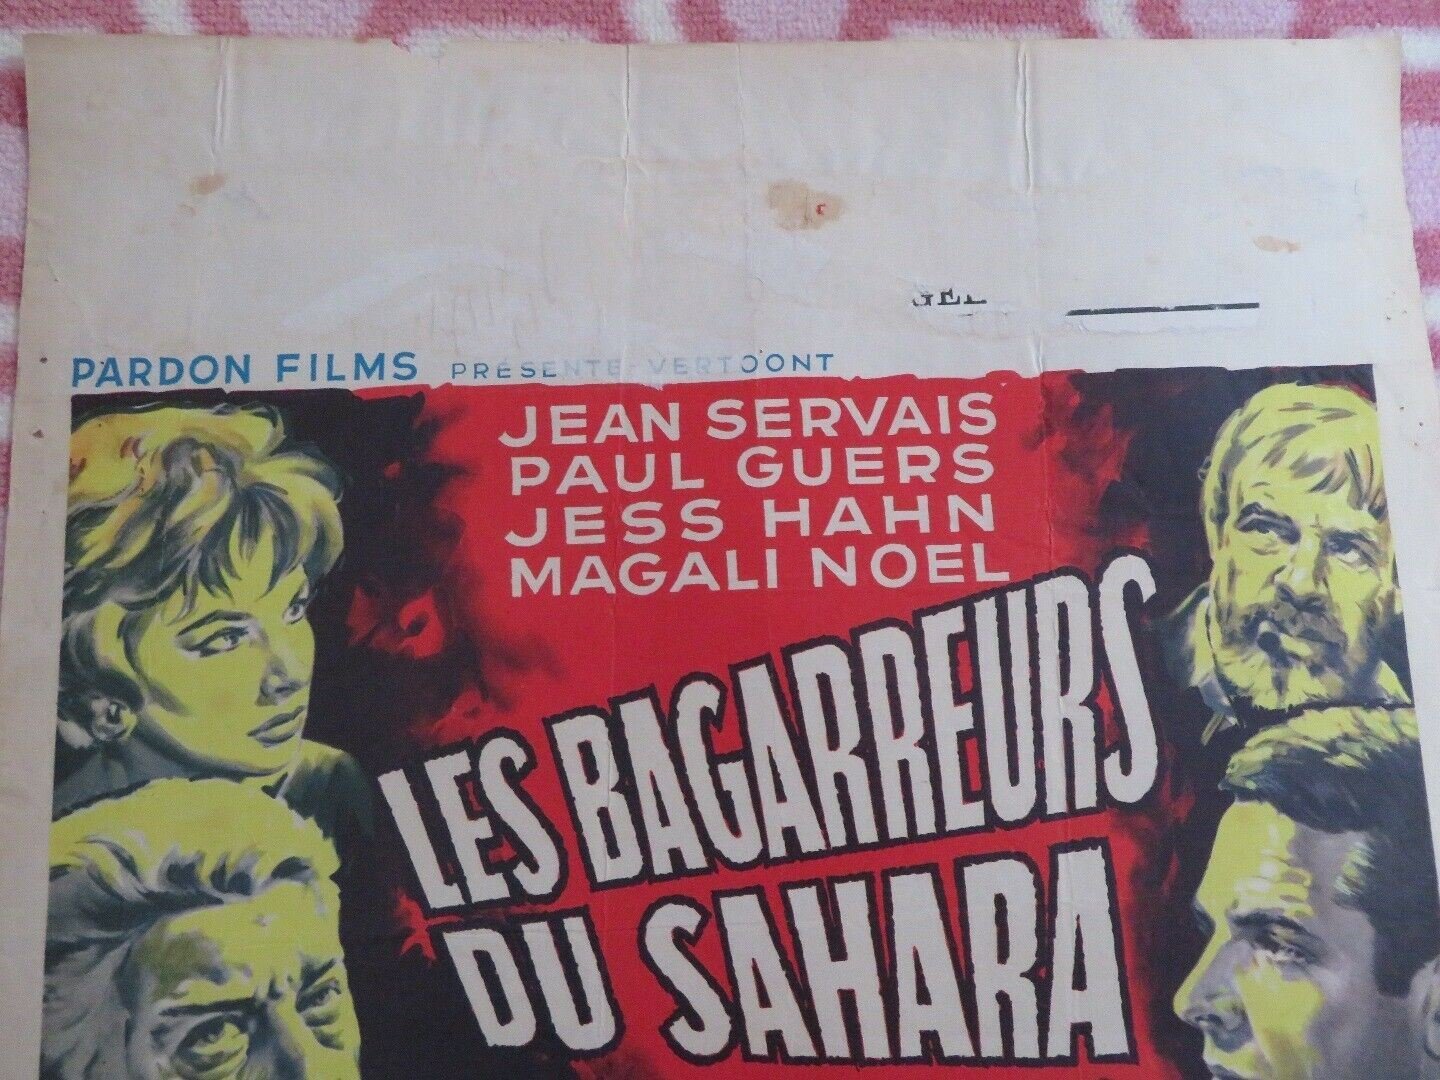 PARDON FILMS PRÉSENTE-VERTOONT
JEAN SERVAIS
PAUL GUERS
JESS HAHN
MAGALI NOEL
LES BAGARREURS
DU SAHARA